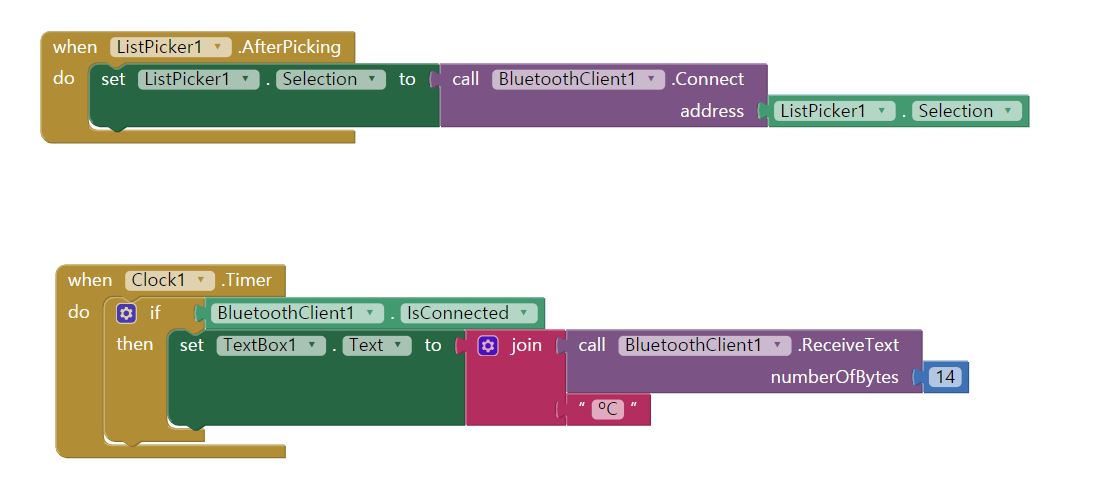 when ListPicker1 .AfterPicking
do set ListPicker1 . Selection to call BluetoothClient1 .Connect
address ListPicker1 . Selection
when Clock1 .Timer
do if BluetoothClient1 . IsConnected
then set TextBox1 . Text to join call BluetoothClient1 .ReceiveText
numberOfBytes 14
“ ºC ”